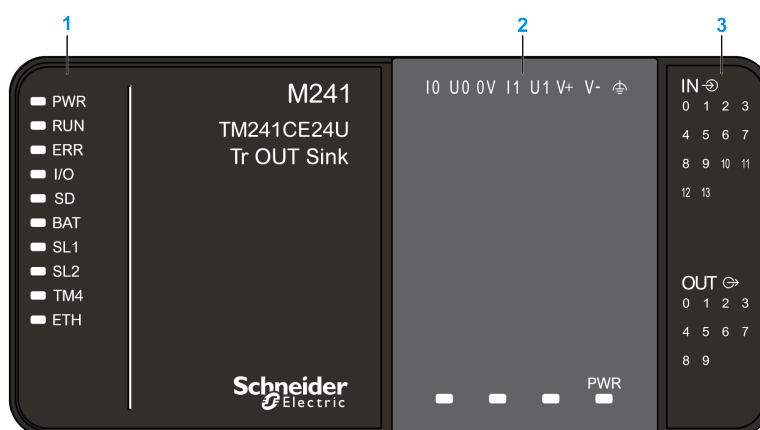 1
2
3
PWR
RUN
ERR
I/O
SD
BAT
SL1
SL2
TM4
ETH
M241
TM241CE24U
Tr OUT Sink
Schneider
Electric
I0 U0 0V I1 U1 V+ V-
PWR
IN
0 1 2 3
4 5 6 7
8 9 10 11
12 13
OUT
0 1 2 3
4 5 6 7
8 9